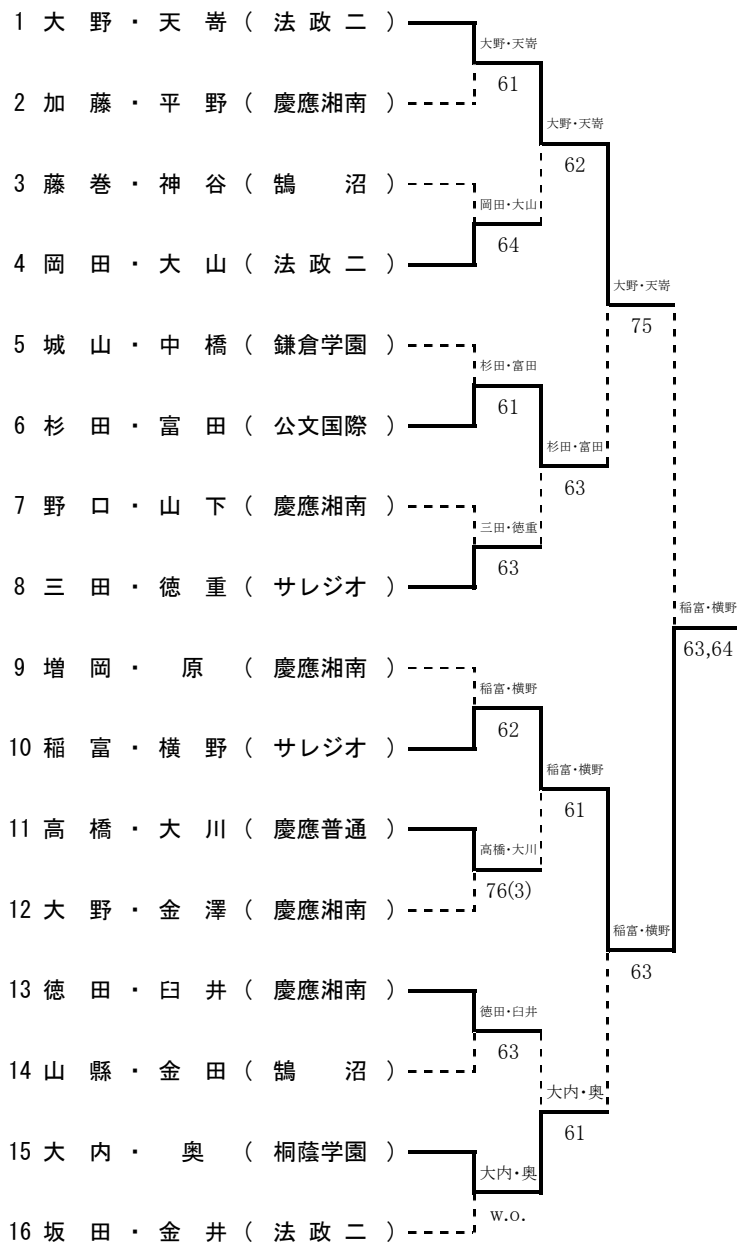 1 大 野 ・ 天 嵜 ( 法 政 二 )
大野・天嵜
61
2 加 藤 ・ 平 野 ( 慶應湘南 )
大野・天嵜
62
3 藤 巻 ・ 神 谷 ( 鵠 沼 )
岡田・大山
64
4 岡 田 ・ 大 山 ( 法 政 二 )
大野・天嵜
75
5 城 山 ・ 中 橋 ( 鎌倉学園 )
杉田・富田
61
6 杉 田 ・ 富 田 ( 公文国際 )
杉田・富田
63
7 野 口 ・ 山 下 ( 慶應湘南 )
三田・徳重
63
8 三 田 ・ 徳 重 ( サレジオ )
稲富・横野
63,64
9 増 岡 ・ 原 ( 慶應湘南 )
稲富・横野
62
10 稲 富 ・ 横 野 ( サレジオ )
稲富・横野
61
11 高 橋 ・ 大 川 ( 慶應普通 )
高橋・大川
76(3)
12 大 野 ・ 金 澤 ( 慶應湘南 )
稲富・横野
63
13 徳 田 ・ 臼 井 ( 慶應湘南 )
徳田・臼井
63
14 山 縣 ・ 金 田 ( 鵠 沼 )
大内・奥
61
15 大 内 ・ 奥 ( 桐蔭学園 )
大内・奥
w.o.
16 坂 田 ・ 金 井 ( 法 政 二 )